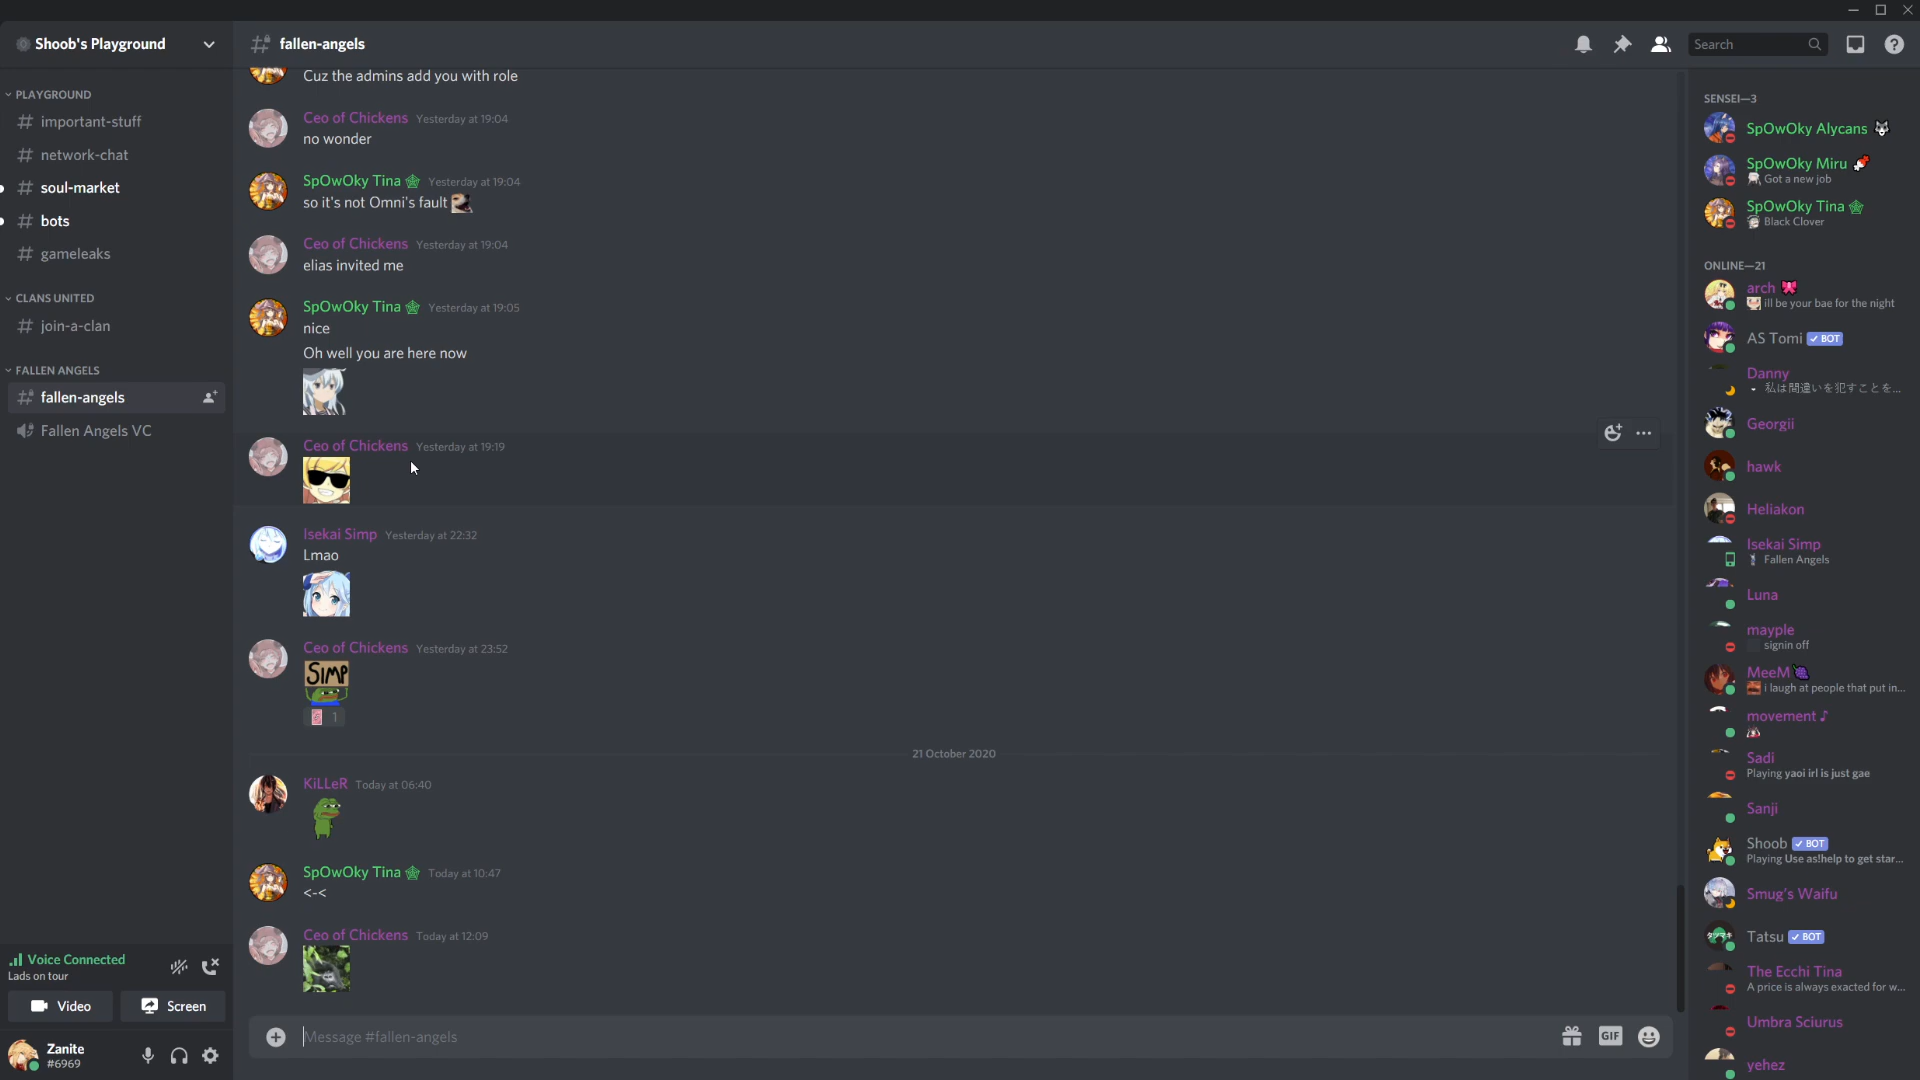 Shoob's Playground
PLAYGROUND
important-stuff
network-chat
soul-market
bots
gameleaks
CLANS UNITED
join-a-clan
FALLEN ANGELS
fallen-angels
Fallen Angels VC
Voice Connected
Lads on tour
Video
Screen
Zanite
#6969
fallen-angels
Search
Cuz the admins add you with role
Ceo of Chickens Yesterday at 19:04
no wonder
SpOwOky Tina Yesterday at 19:04
so it's not Omni's fault
Ceo of Chickens Yesterday at 19:04
elias invited me
SpOwOky Tina Yesterday at 19:05
nice
Oh well you are here now
Ceo of Chickens Yesterday at 19:19
Isekai Simp Yesterday at 22:32
Lmao
Ceo of Chickens Yesterday at 23:52
SIMP
1
21 October 2020
KiLLeR Today at 06:40
SpOwOky Tina Today at 10:47
<-<
Ceo of Chickens Today at 12:09
Message #fallen-angels
GIF
SENSEI—3
SpOwOky Alycans
SpOwOky Miru
Got a new job
SpOwOky Tina
Black Clover
ONLINE—21
arch
ill be your bae for the night
AS Tomi BOT
Danny
私は間違いを犯すことを...
Georgii
hawk
Heliakon
Isekai Simp
Fallen Angels
Luna
mayple
signin off
MeeM
i laugh at people that put in...
movement ♪
Sadi
Playing yaoi irl is just gae
Sanji
Shoob BOT
Playing Use as!help to get star...
Smug's Waifu
Tatsu BOT
The Ecchi Tina
A price is always exacted for w...
Umbra Sciurus
yehez